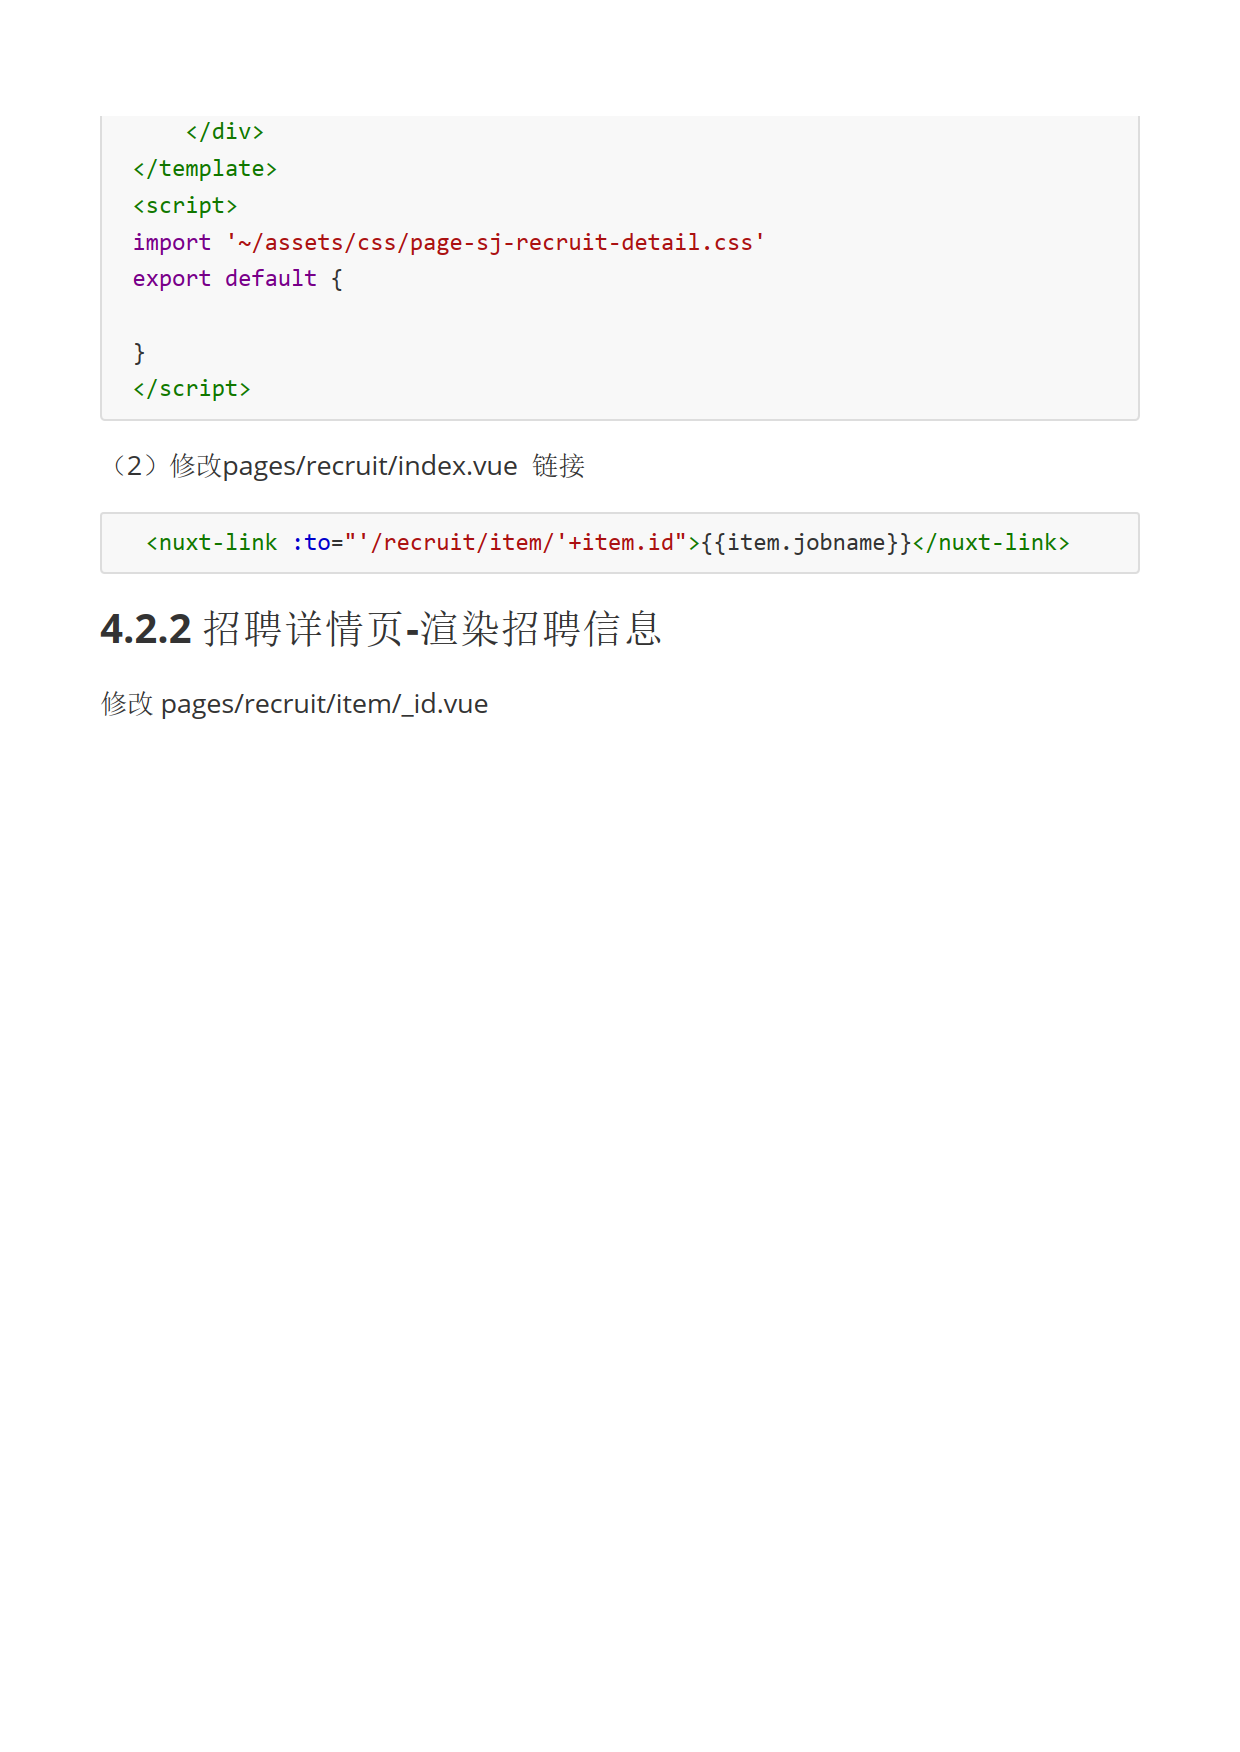 </div>
</template>
<script>
import '~/assets/css/page-sj-recruit-detail.css'
export default {
}
</script>
（2）修改pages/recruit/index.vue 链接
<nuxt-link :to="'/recruit/item/'+item.id">{{item.jobname}}</nuxt-link>
4.2.2 招聘详情页-渲染招聘信息
修改 pages/recruit/item/_id.vue